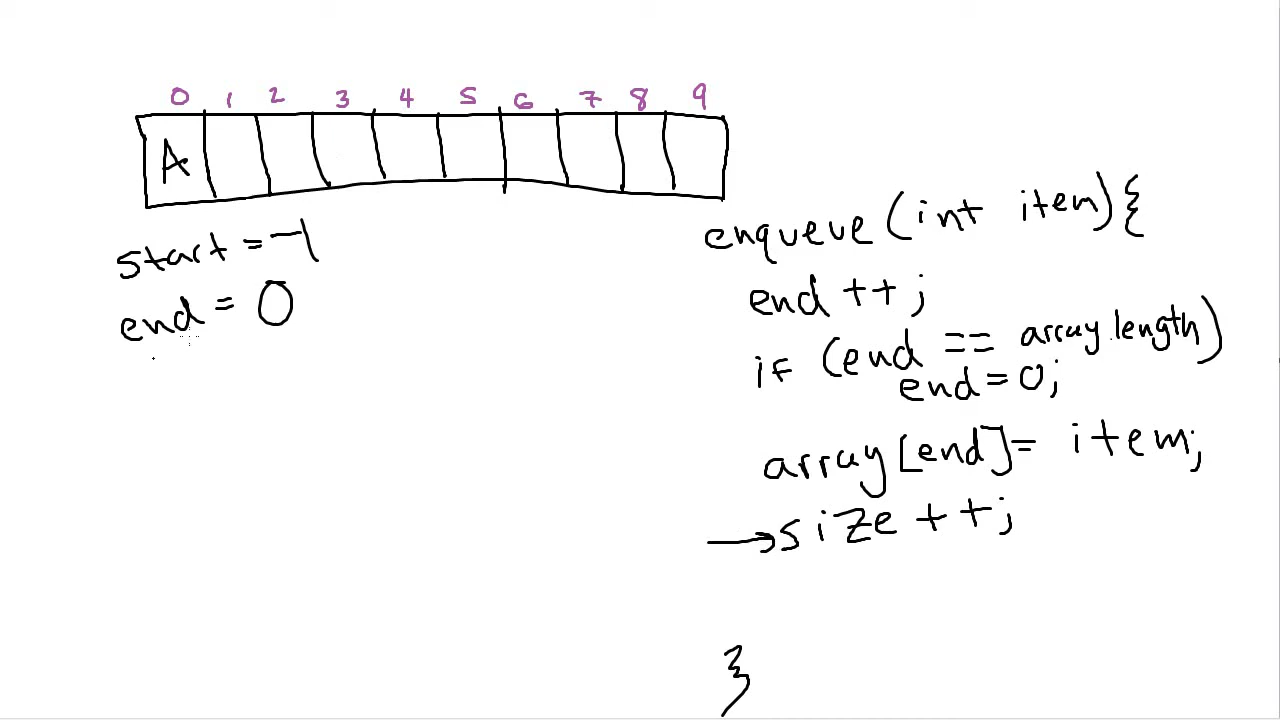 0 1 2 3 4 5 6 7 8 9
A
start = -1
end = 0
enqueue (int item) {
end ++ ;
if (end == array.length)
end = 0;
array [end] = item;
→ size ++;
}